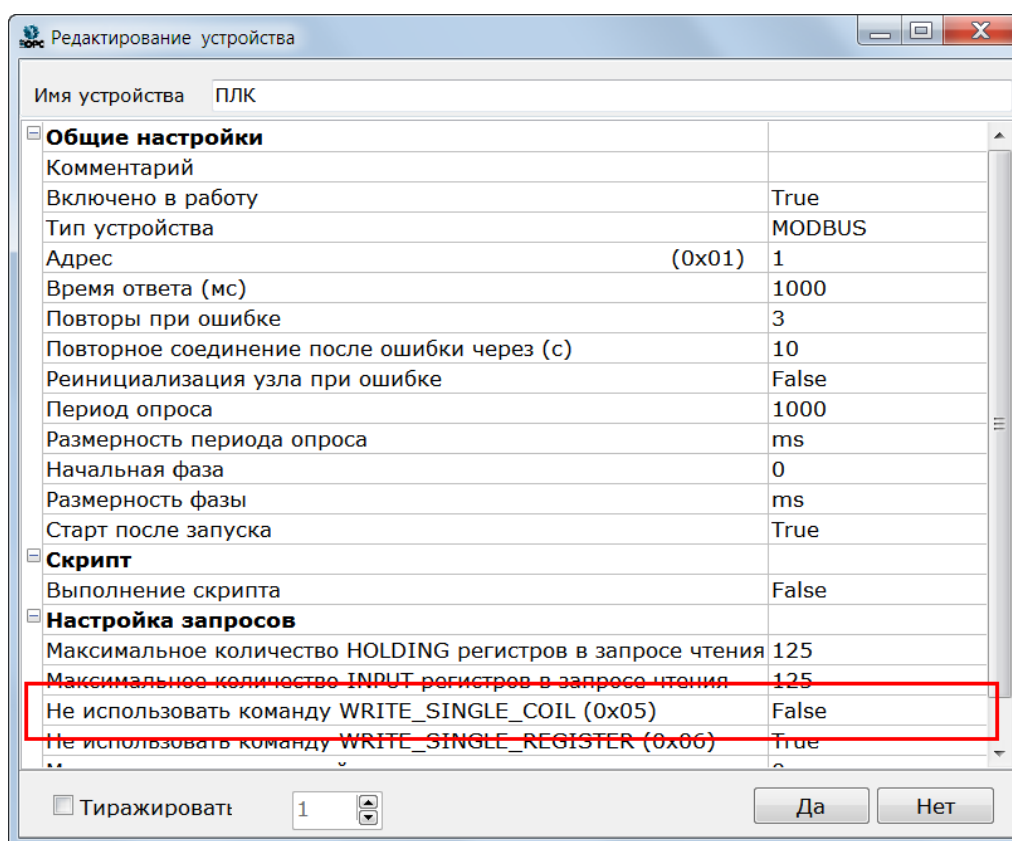 Редактирование устройства
Имя устройства ПЛК
Общие настройки
Комментарий
Включено в работу True
Тип устройства MODBUS
Адрес (0x01) 1
Время ответа (мс) 1000
Повторы при ошибке 3
Повторное соединение после ошибки через (с) 10
Реинициализация узла при ошибке False
Период опроса 1000
Размерность периода опроса ms
Начальная фаза 0
Размерность фазы ms
Старт после запуска True
Скрипт
Выполнение скрипта False
Настройка запросов
Максимальное количество HOLDING регистров в запросе чтения 125
Максимальное количество INPUT регистров в запросе чтения 125
Не использовать команду WRITE_SINGLE_COIL (0x05) False
Не использовать команду WRITE_SINGLE_REGISTER (0x06) True
Тиражировать 1 Да Нет